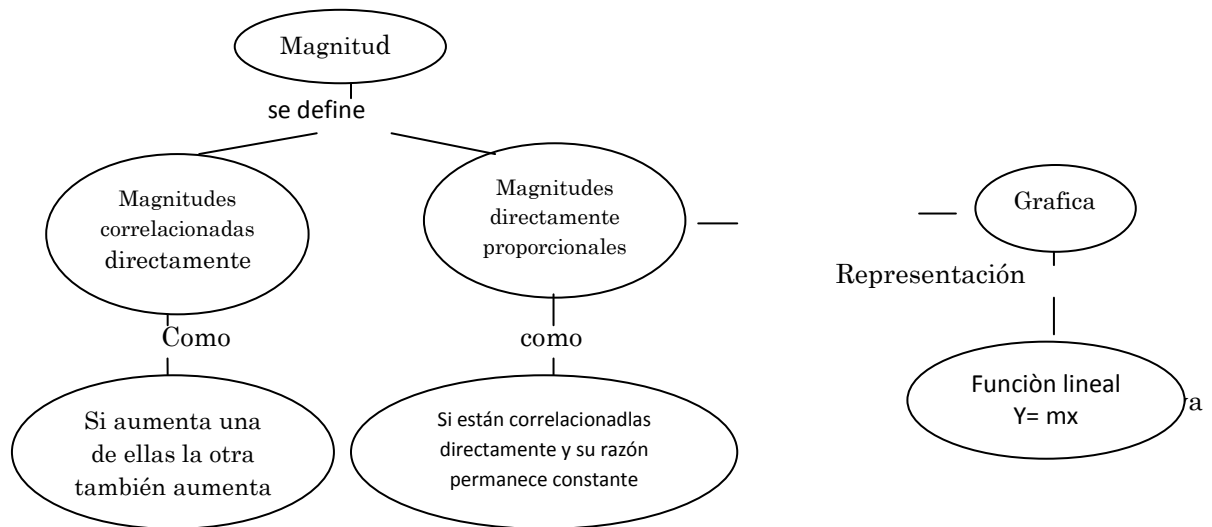 Magnitud
se define
Magnitudes
correlacionadas
directamente
Magnitudes
directamente
proporcionales
Grafica
Representación
Como
como
Si aumenta una
de ellas la otra
también aumenta
Si están correlacionadlas
directamente y su razón
permanece constante
Funciòn lineal
Y= mx